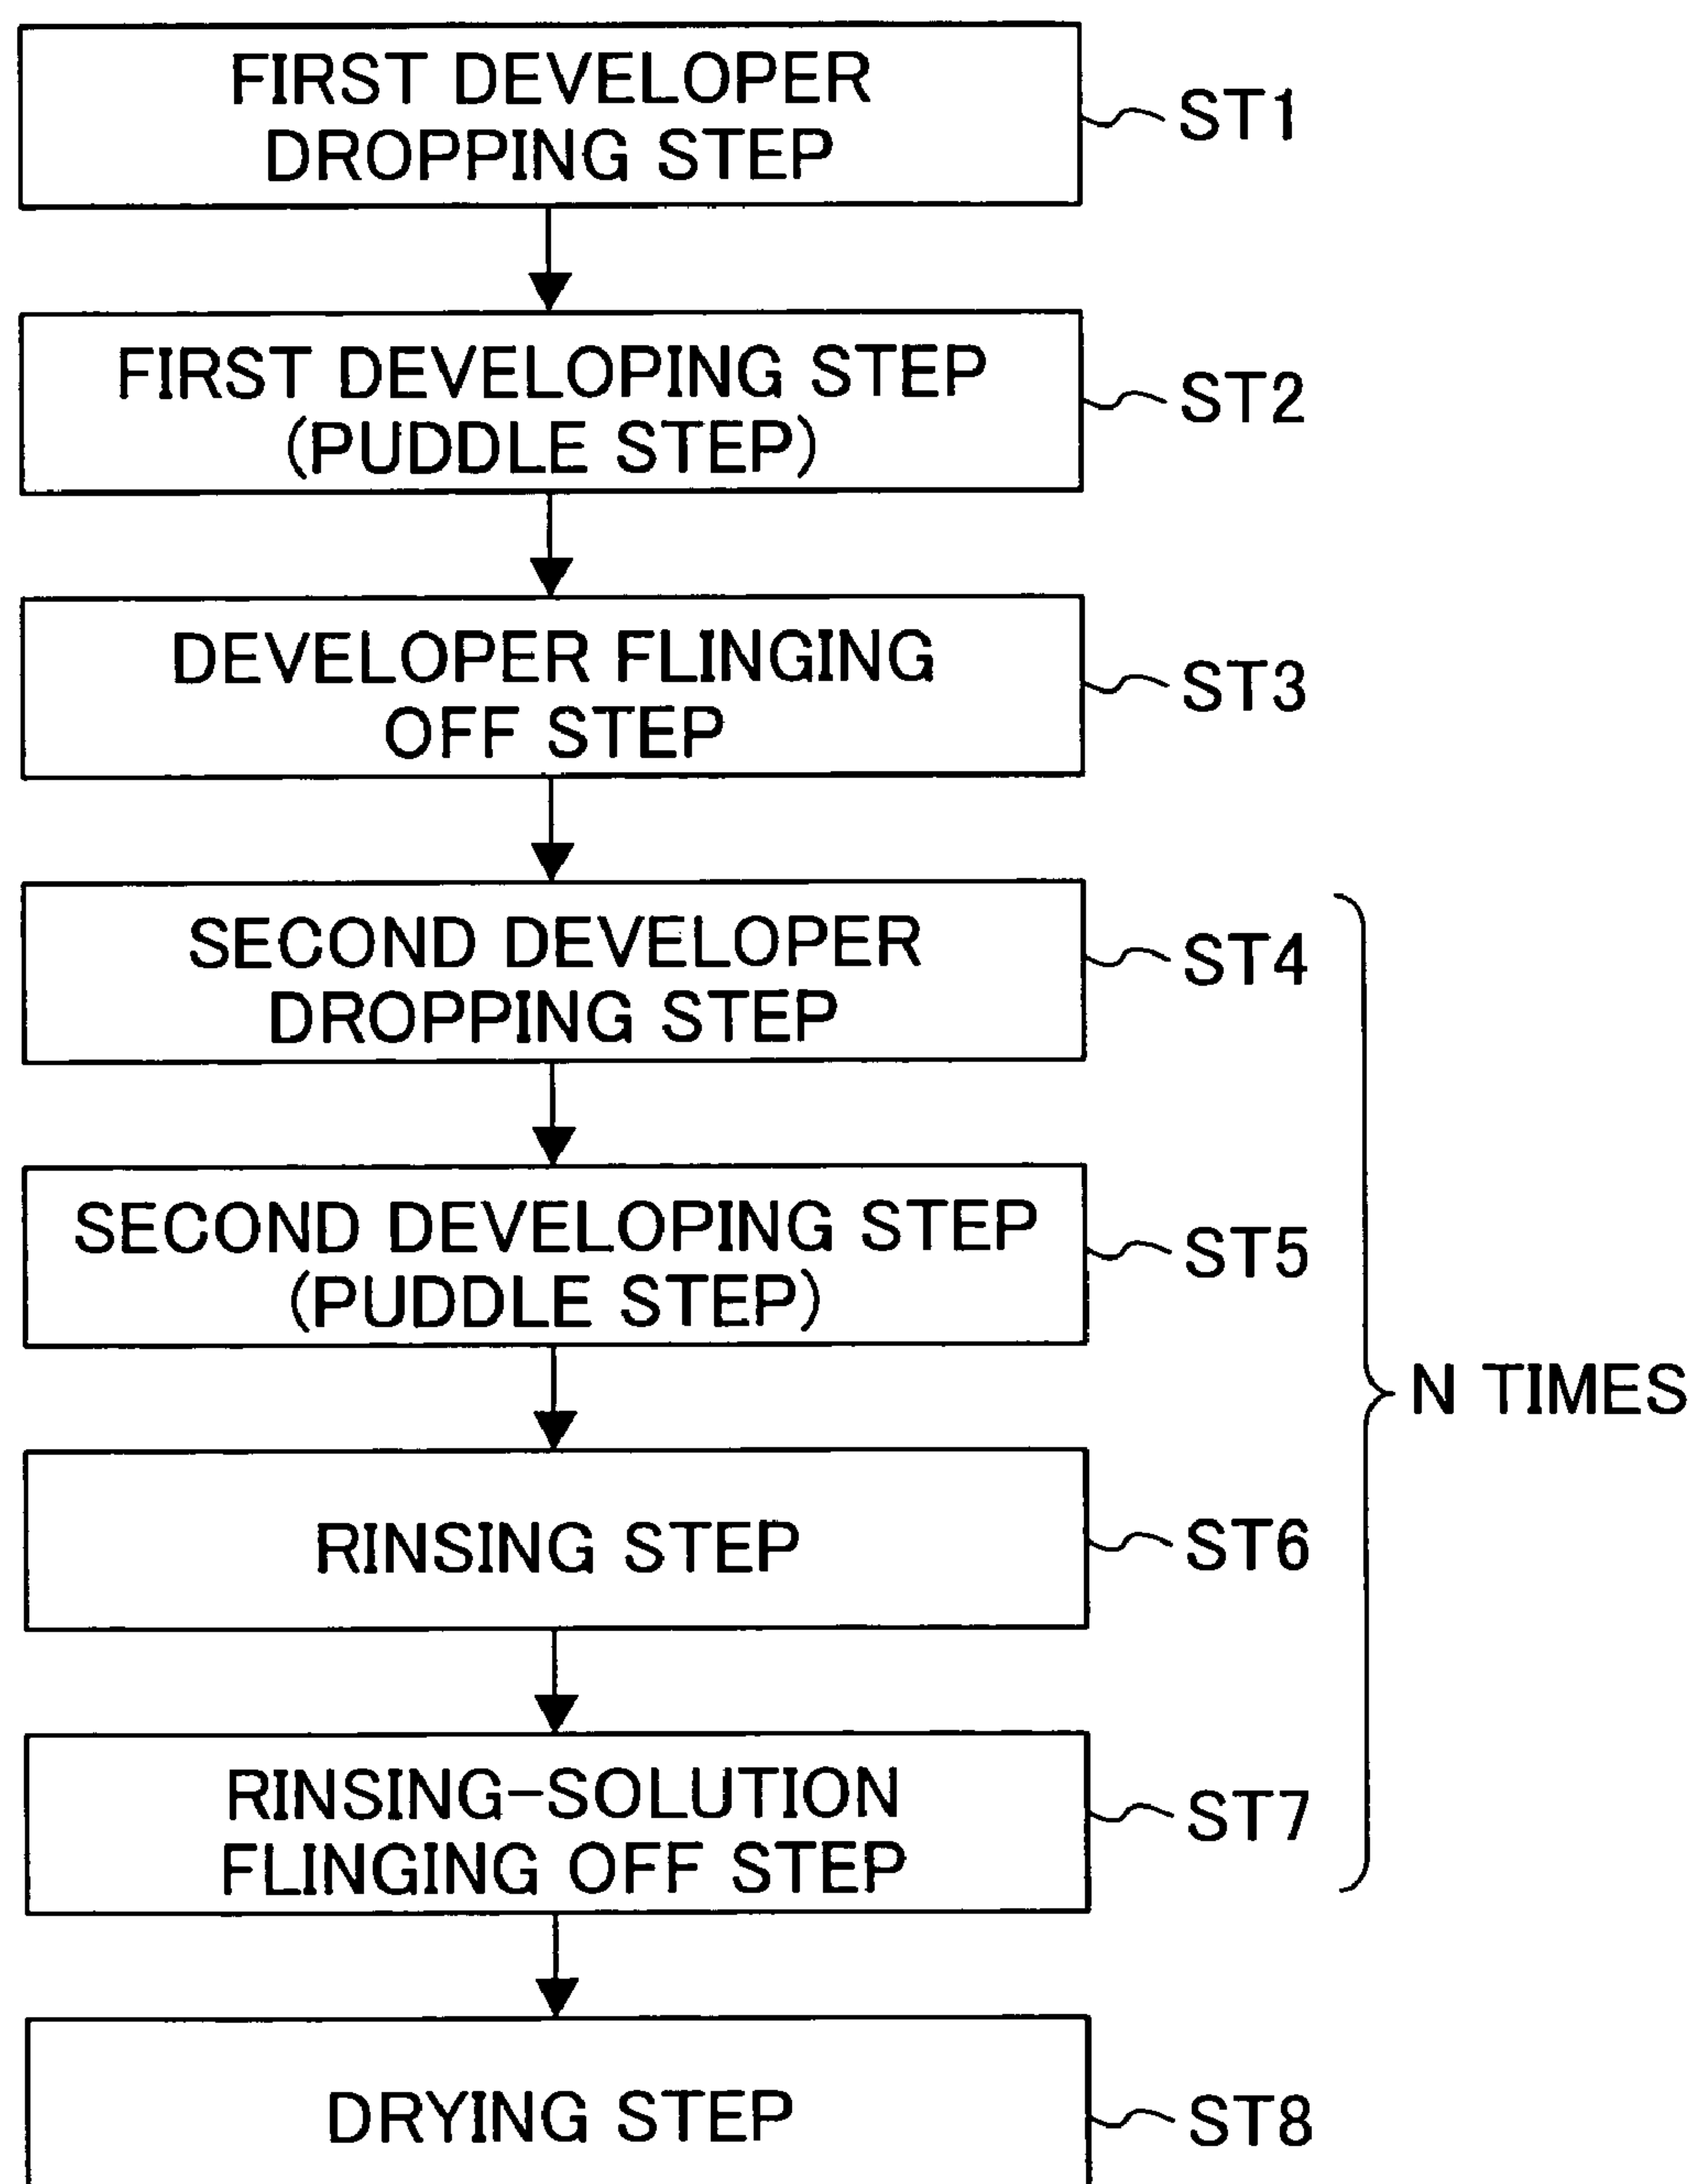 FIRST DEVELOPER
DROPPING STEP
ST1
FIRST DEVELOPING STEP
(PUDDLE STEP)
ST2
DEVELOPER FLINGING
OFF STEP
ST3
SECOND DEVELOPER
DROPPING STEP
ST4
SECOND DEVELOPING STEP
(PUDDLE STEP)
ST5
N TIMES
RINSING STEP
ST6
RINSING-SOLUTION
FLINGING OFF STEP
ST7
DRYING STEP
ST8